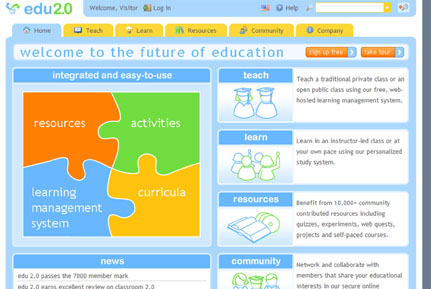 edu2.0
Welcome, Visitor Log In
Help
Home Teach Learn Resources Community Company
welcome to the future of education
sign up free take tour
integrated and easy-to-use
resources
activities
learning
management
system
curricula
teach
Teach a traditional private class or an
open public class using our free, web-
hosted learning management system.
learn
Learn in an instructor-led class or at
your own pace using our personalized
study system.
resources
Benefit from 10,000+ community
contributed resources including
quizzes, experiments, web quests,
projects and self-paced courses.
news
edu 2.0 passes the 7000 member mark
edu 2.0 earns excellent review on classroom 2.0
community
Network and collaborate with
members that share your educational
interests in our secure online